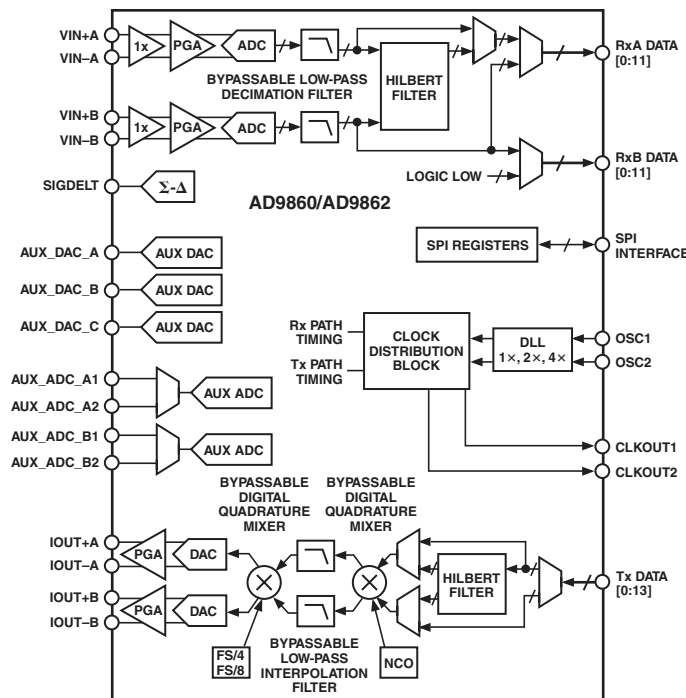 VIN+A
VIN–A
1x
PGA
ADC
BYPASSABLE LOW-PASS
DECIMATION FILTER
HILBERT
FILTER
RxA DATA
[0:11]
VIN+B
VIN–B
1x
PGA
ADC
LOGIC LOW
RxB DATA
[0:11]
SIGDELT
Σ-Δ
AD9860/AD9862
SPI REGISTERS
SPI
INTERFACE
AUX_DAC_A
AUX DAC
AUX_DAC_B
AUX DAC
AUX_DAC_C
AUX DAC
Rx PATH
TIMING
Tx PATH
TIMING
CLOCK
DISTRIBUTION
BLOCK
DLL
1×, 2×, 4×
OSC1
OSC2
AUX_ADC_A1
AUX_ADC_A2
AUX ADC
AUX_ADC_B1
AUX_ADC_B2
AUX ADC
CLKOUT1
CLKOUT2
BYPASSABLE
DIGITAL
QUADRATURE
MIXER
BYPASSABLE
DIGITAL
QUADRATURE
MIXER
IOUT+A
IOUT–A
PGA
DAC
IOUT+B
IOUT–B
PGA
DAC
HILBERT
FILTER
Tx DATA
[0:13]
FS/4
FS/8
BYPASSABLE
LOW-PASS
INTERPOLATION
FILTER
NCO